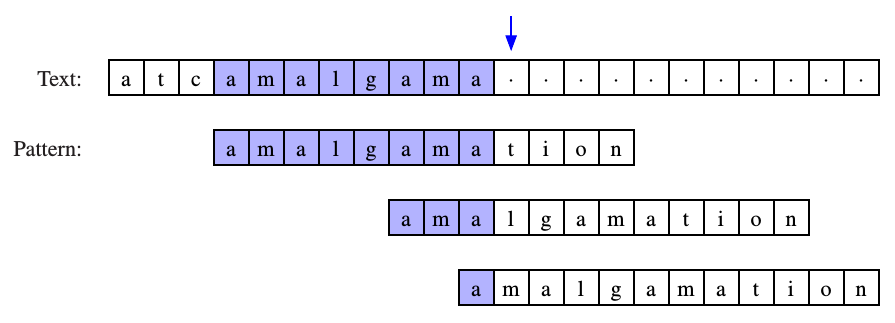 Text: a t c a m a l g a m a · · · · · · · · · · ·
Pattern: a m a l g a m a t i o n
a m a l g a m a t i o n
a m a l g a m a t i o n